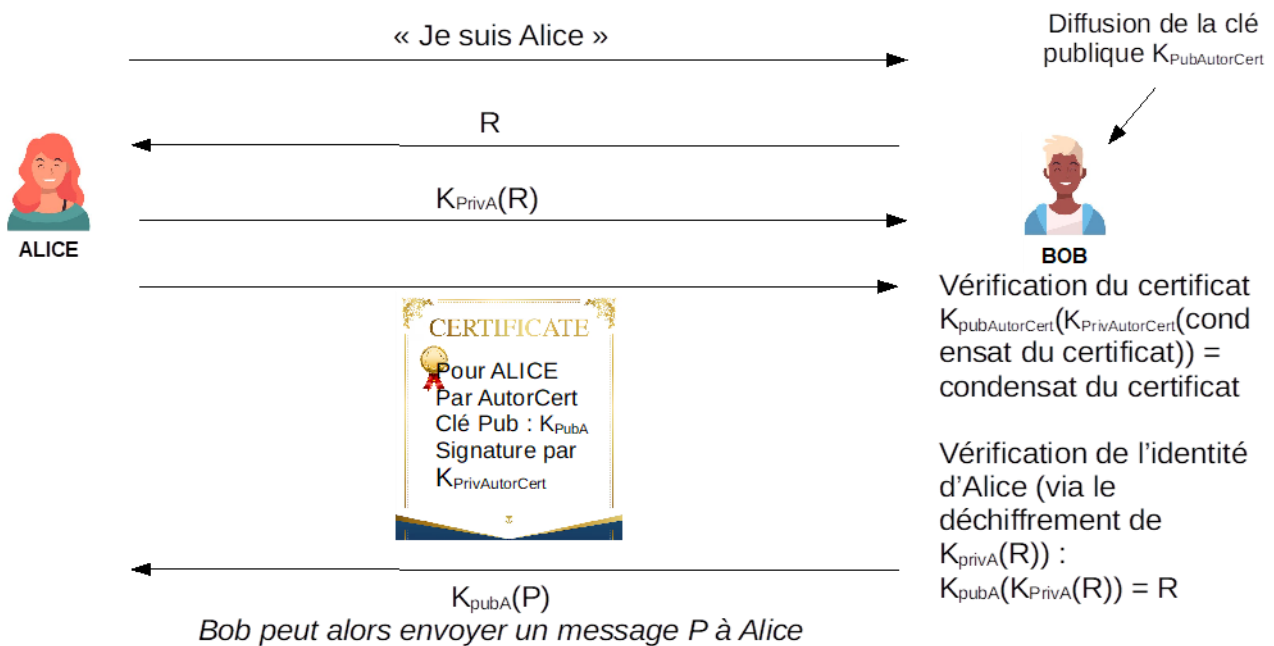 « Je suis Alice »
Diffusion de la clé
publique KPubAutorCert
R
KPrivA(R)
ALICE
BOB
Vérification du certificat
KpubAutorCert(KPrivAutorCert(cond
ensat du certificat)) =
condensat du certificat
CERTIFICATE
Pour ALICE
Par AutorCert
Clé Pub : KPubA
Signature par
KPrivAutorCert
Vérification de l’identité
d’Alice (via le
déchiffrement de
KprivA(R)) :
KpubA(KPrivA(R)) = R
KpubA(P)
Bob peut alors envoyer un message P à Alice